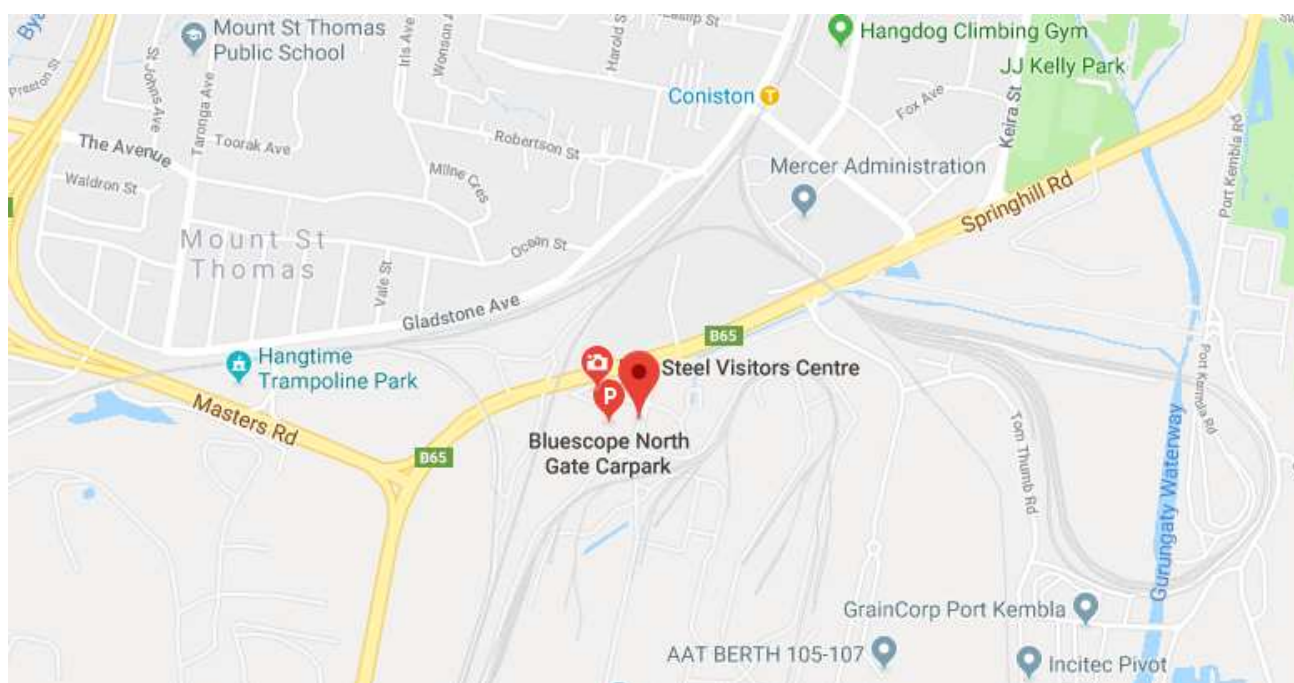 Mount St Thomas
Public School
Hangdog Climbing Gym
JJ Kelly Park
Preston St
St Johns Ave
Taronga Ave
Iris Ave
Wonson
Harold S
Coniston
T
Fox Ave
Keira St
Port Kembla Rd
The Avenue
Toorak Ave
Robertson St
Milne Cres
Mercer Administration
Springhill Rd
Waldron St
Mount St
Thomas
Ocean St
Vale St
Gladstone Ave
B65
Hangtime
Trampoline Park
Steel Visitors Centre
P
Masters Rd
Bluescope North
Gate Carpark
B65
Tom Thumb Rd
Port Kembla Rd
Gurungaty Waterway
GrainCorp Port Kembla
AAT BERTH 105-107
Incitec Pivot